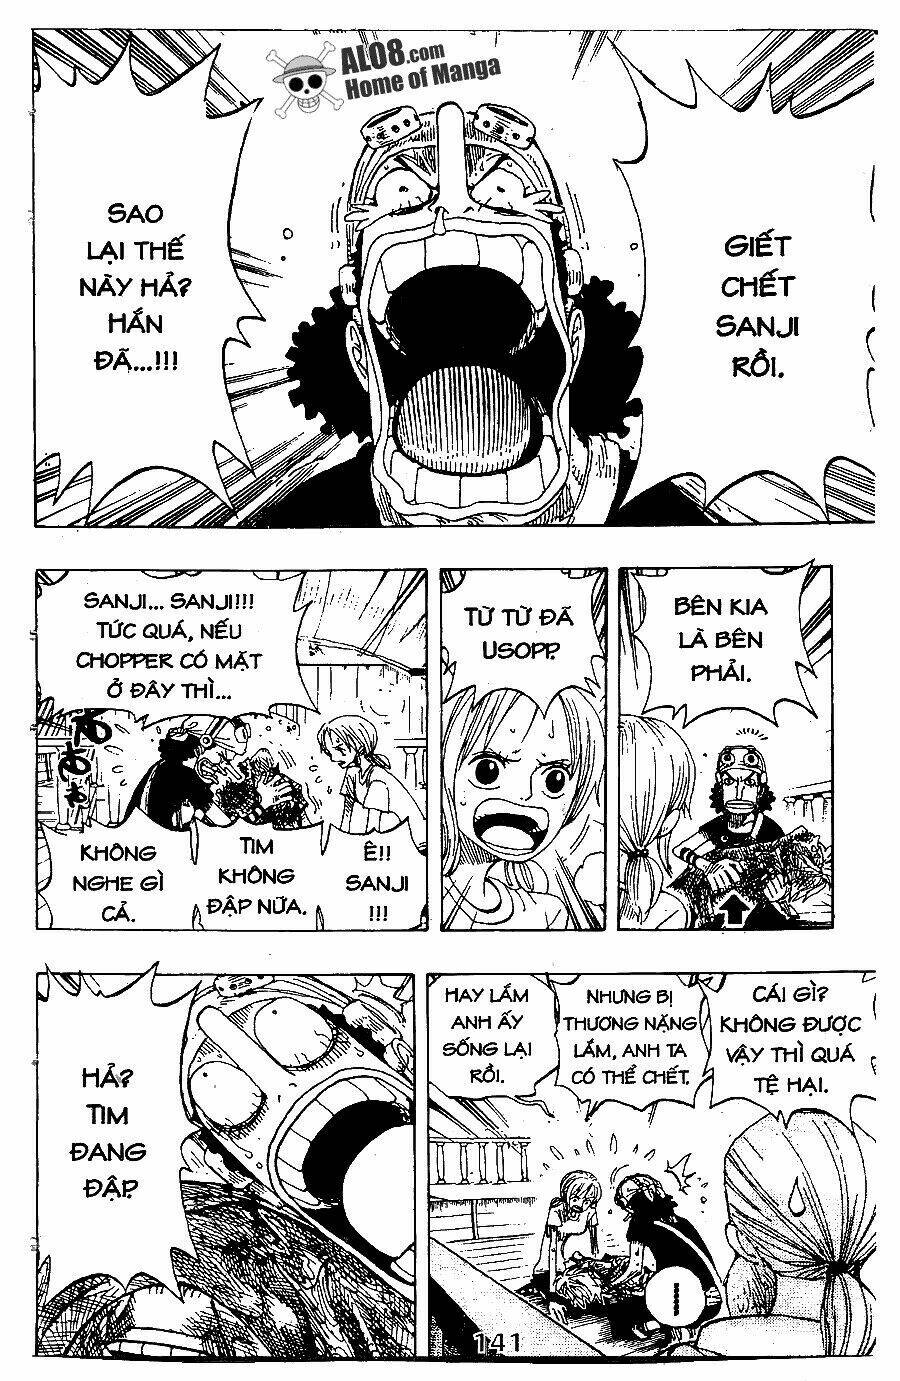 AL08.com
Home of Manga
GIẾT
CHẾT
SANJI
RỒI.
SAO
LẠI THẾ
NÀY HẢ?
HẮN
ĐÃ...!!!
BÊN KIA
LÀ BÊN
PHẢI.
TỪ TỪ ĐÃ
USOPP.
SANJI... SANJI!!!
TỨC QUÁ, NẾU
CHOPPER CÓ MẶT
Ở ĐÂY THÌ...
Ê!!
SANJI
!!!
TIM
KHÔNG
ĐẬP NỮA.
KHÔNG
NGHE GÌ
CẢ.
CÁI GÌ?
KHÔNG ĐƯỢC
VẬY THÌ QUÁ
TỆ HẠI.
NHƯNG BỊ
THƯƠNG NẶNG
LẮM, ANH TA
CÓ THỂ CHẾT.
HAY LẮM
ANH ẤY
SỐNG LẠI
RỒI.
HẢ?
TIM
ĐANG
ĐẬP.
141